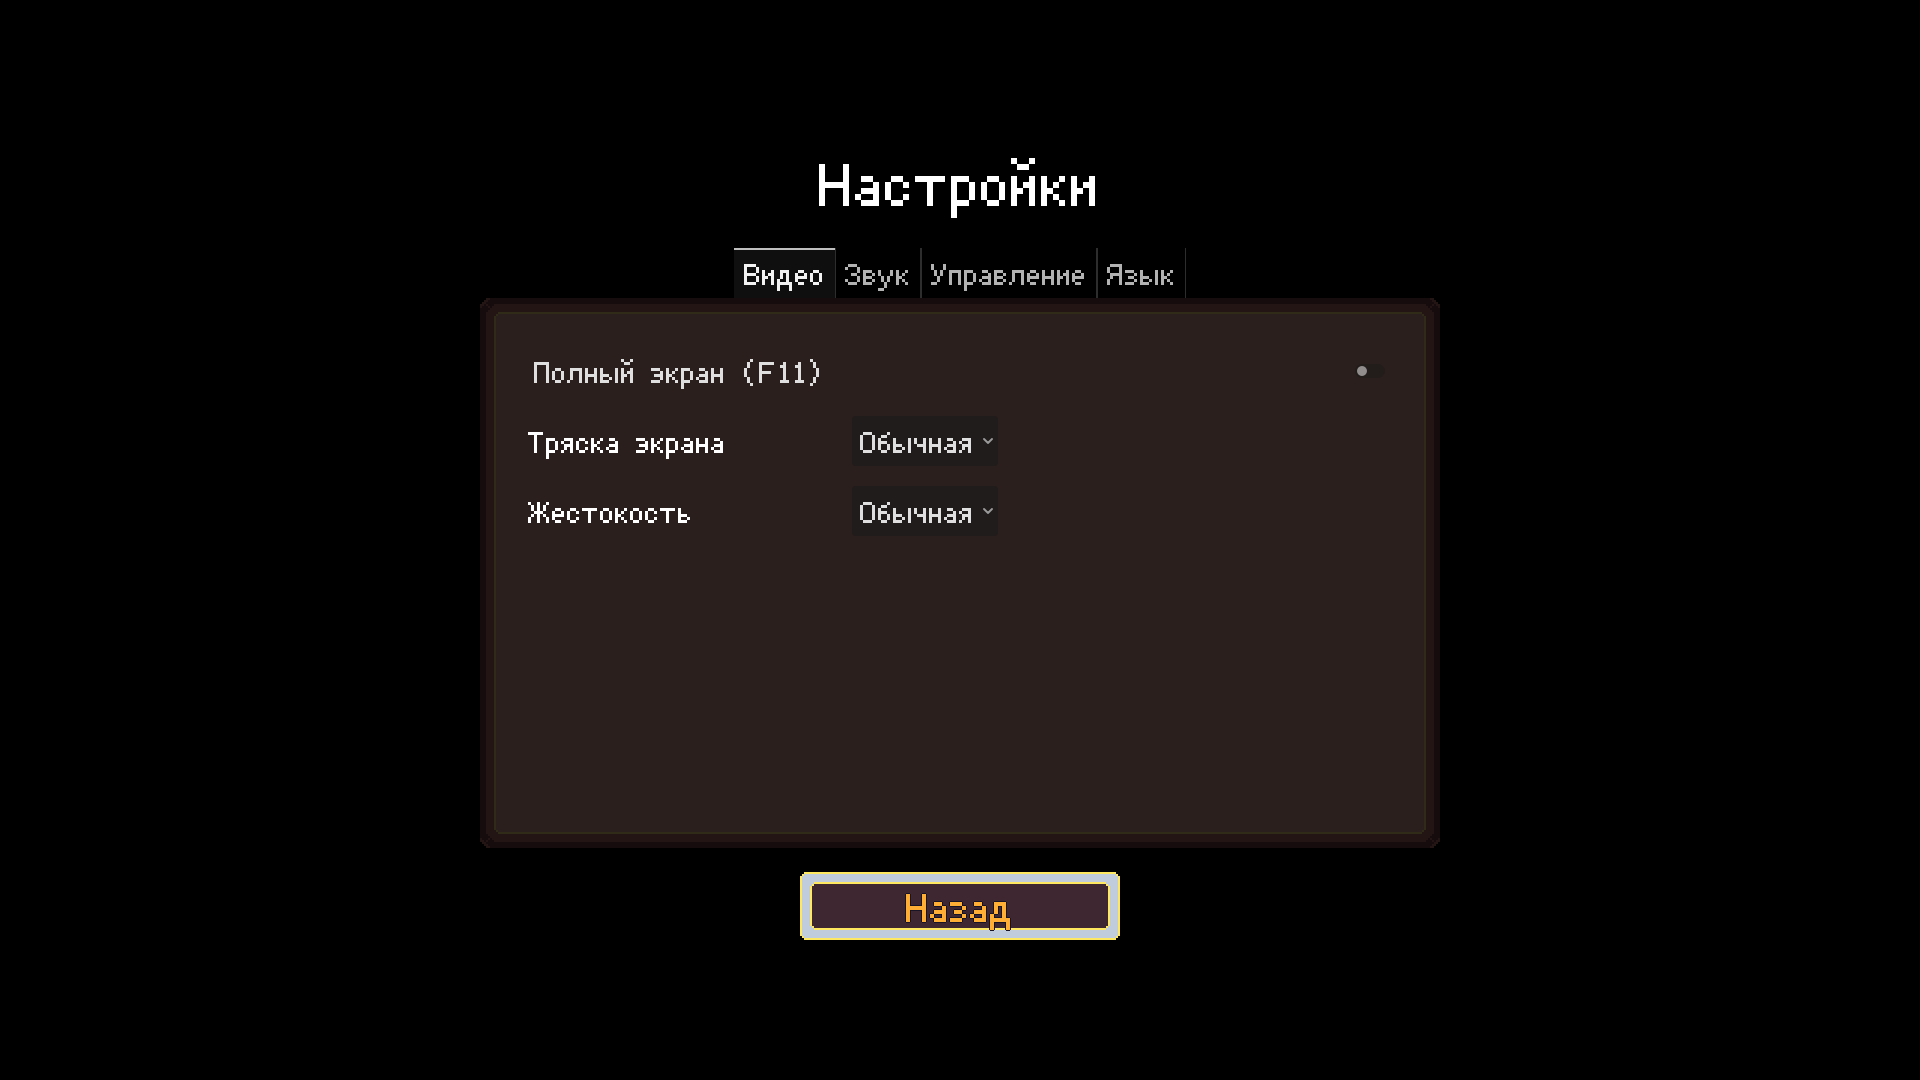 Настройки
Видео Звук Управление Язык
Полный экран (F11)
Тряска экрана Обычная
Жестокость Обычная
Назад